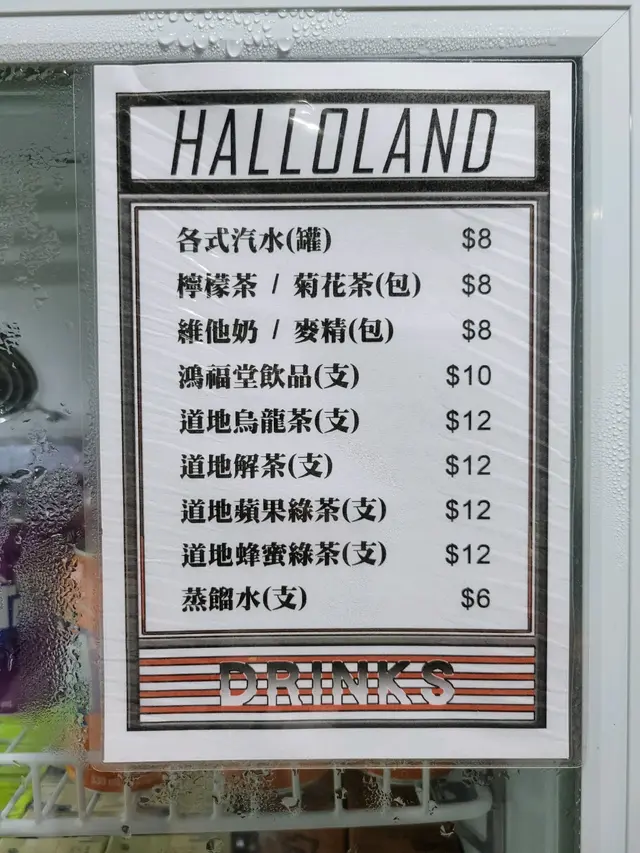 HALLOLAND
各式汽水(罐) $8
檸檬茶 / 菊花茶(包) $8
維他奶 / 麥精(包) $8
鴻福堂飲品(支) $10
道地烏龍茶(支) $12
道地解茶(支) $12
道地蘋果綠茶(支) $12
道地蜂蜜綠茶(支) $12
蒸餾水(支) $6
DRINKS